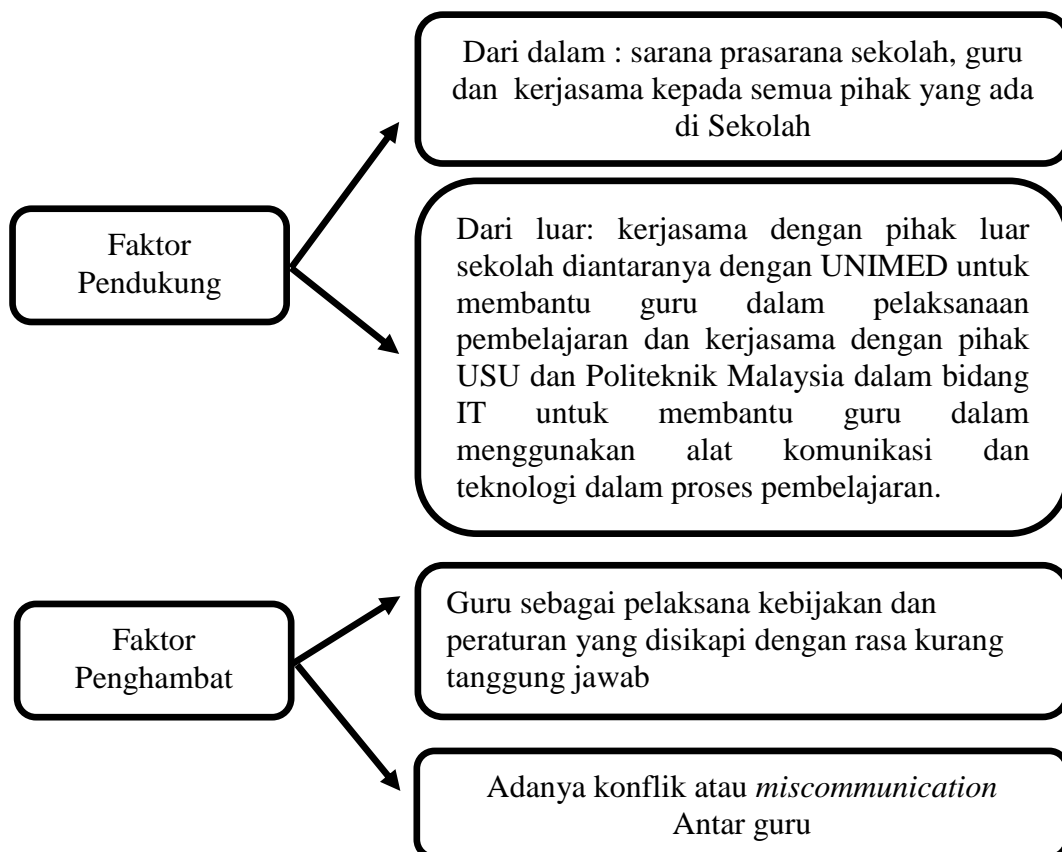 Dari dalam : sarana prasarana sekolah, guru
dan kerjasama kepada semua pihak yang ada
di Sekolah
Faktor
Pendukung
Dari luar: kerjasama dengan pihak luar
sekolah diantaranya dengan UNIMED untuk
membantu guru dalam pelaksanaan
pembelajaran dan kerjasama dengan pihak
USU dan Politeknik Malaysia dalam bidang
IT untuk membantu guru dalam
menggunakan alat komunikasi dan
teknologi dalam proses pembelajaran.
Faktor
Penghambat
Guru sebagai pelaksana kebijakan dan
peraturan yang disikapi dengan rasa kurang
tanggung jawab
Adanya konflik atau miscommunication
Antar guru